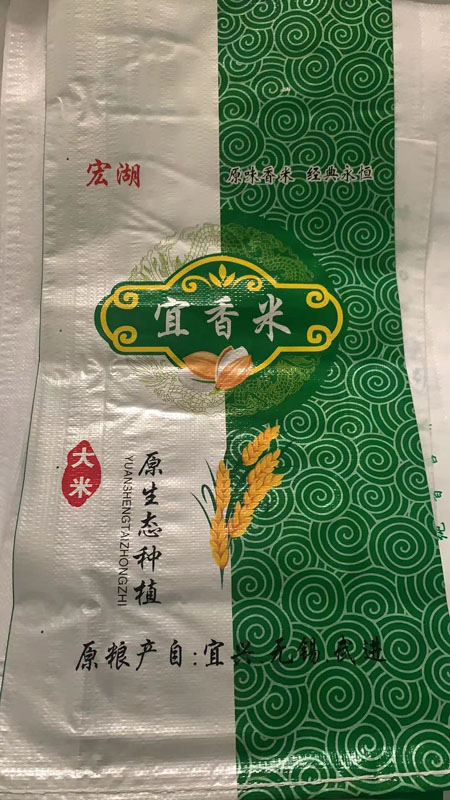 宏湖
原味香米 经典永恒
宜香米
大米
原生态种植
YUANSHENGTAIZHONGZHI
原粮产自:宜兴 无锡 武进